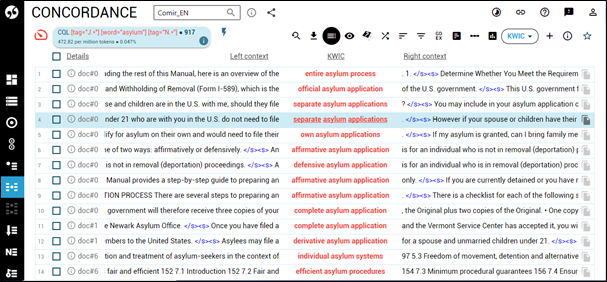 CONCORDANCE Comir_EN
CQL [tag="J.*"] [word="asylum"] [tag="N.*"] • 917
472.82 per million tokens • 0.047%
GO
EX
KWIC
Details Left context KWIC Right context
1 doc#0 ading the rest of this Manual, here is an overview of the entire asylum process . 1. </s><s> Determine Whether You Meet the Requirem
2 doc#0 and Withholding of Removal (Form I-589), which is the official asylum application of the U.S. government. </s><s> This U.S. government f
3 doc#0 se and children are in the U.S. with me, should they file separate asylum applications ? </s><s> You may include in your asylum application c
4 doc#0 under 21 who are with you in the U.S. do not need to file separate asylum applications . </s><s> However if your spouse or children have their
5 doc#0 lify for asylum on their own and would need to file their own asylum applications . </s><s> If my asylum is granted, can I bring family me
6 doc#0 e of two ways: affirmatively or defensively. </s><s> An affirmative asylum application is for an individual who is not in removal (deportation)
7 doc#0 is not in removal (deportation) proceedings. </s><s> A defensive asylum application is for an individual who is in removal (deportation) proc
8 doc#0 Manual provides a step-by-step guide to preparing an affirmative asylum application only. </s><s> If you are currently detained or have r
9 doc#0 TION PROCESS There are several steps to preparing an affirmative asylum application . </s><s> There is a checklist for each of the following s
10 doc#0 government will therefore receive three copies of your complete asylum application , the Original plus two copies of the Original. • One copy
11 doc#1 e Newark Asylum Office. </s><s> Once you have filed a complete asylum application and the Vermont Service Center has accepted it, you wi
12 doc#1 mbers to the United States. </s><s> Asylees may file a derivative asylum application for a spouse and unmarried children under 21. </s><s>
13 doc#6 eption and treatment of asylum-seekers in the context of individual asylum systems 97 5.3 Freedom of movement, detention and alternative
14 doc#6 fair and efficient 152 7.1 Introduction 152 7.2 Fair and efficient asylum procedures 154 7.3 Minimum procedural guarantees 156 7.4 Ensur